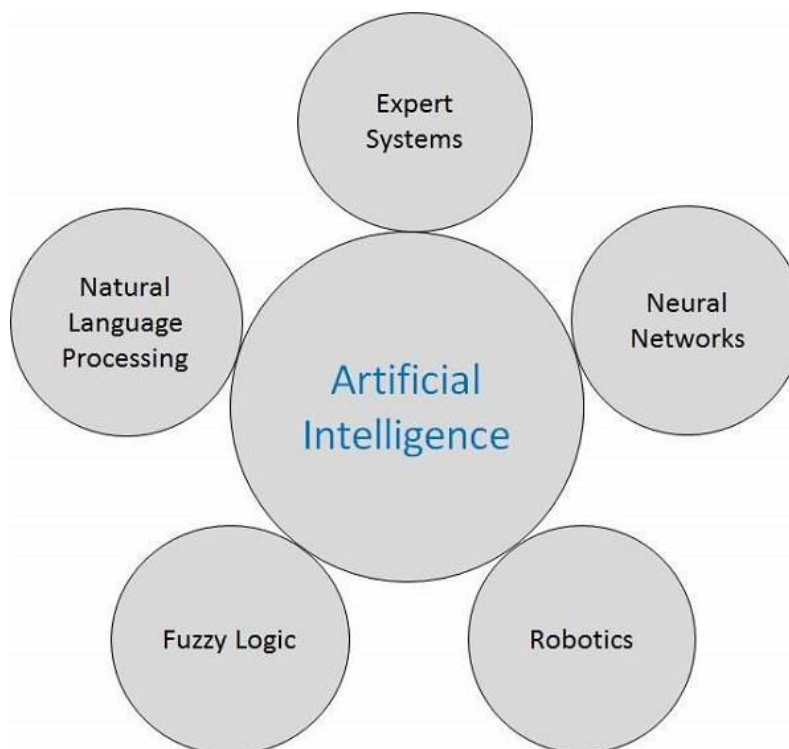 Expert
Systems
Natural
Language
Processing
Neural
Networks
Artificial
Intelligence
Fuzzy Logic
Robotics